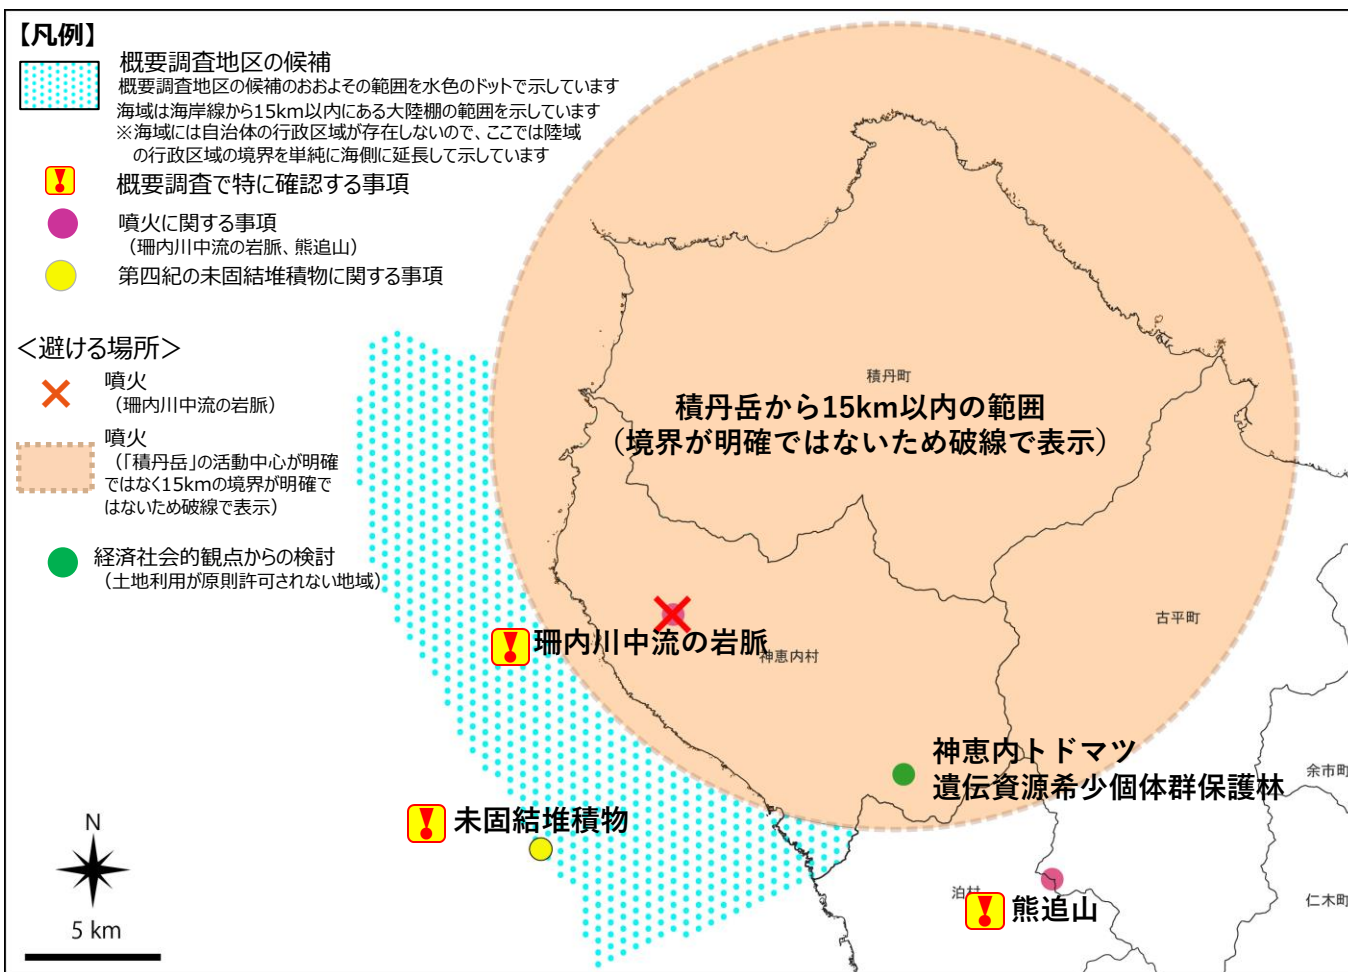 【凡例】
概要調査地区の候補
概要調査地区の候補のおおよその範囲を水色のドットで示しています
海域は海岸線から15km以内にある大陸棚の範囲を示しています
※海域には自治体の行政区域が存在しないので、ここでは陸域
の行政区域の境界を単純に海側に延長して示しています
概要調査で特に確認する事項
噴火に関する事項
（珊内川中流の岩脈、熊追山）
第四紀の未固結堆積物に関する事項
＜避ける場所＞
噴火
（珊内川中流の岩脈）
噴火
（「積丹岳」の活動中心が明確
ではなく15kmの境界が明確で
はないため破線で表示）
経済社会的観点からの検討
（土地利用が原則許可されない地域）
積丹町
積丹岳から15km以内の範囲
（境界が明確ではないため破線で表示）
古平町
珊内川中流の岩脈
神恵内村
神恵内トドマツ
遺伝資源希少個体群保護林
余市町
未固結堆積物
泊村
熊追山
仁木町
N
5 km